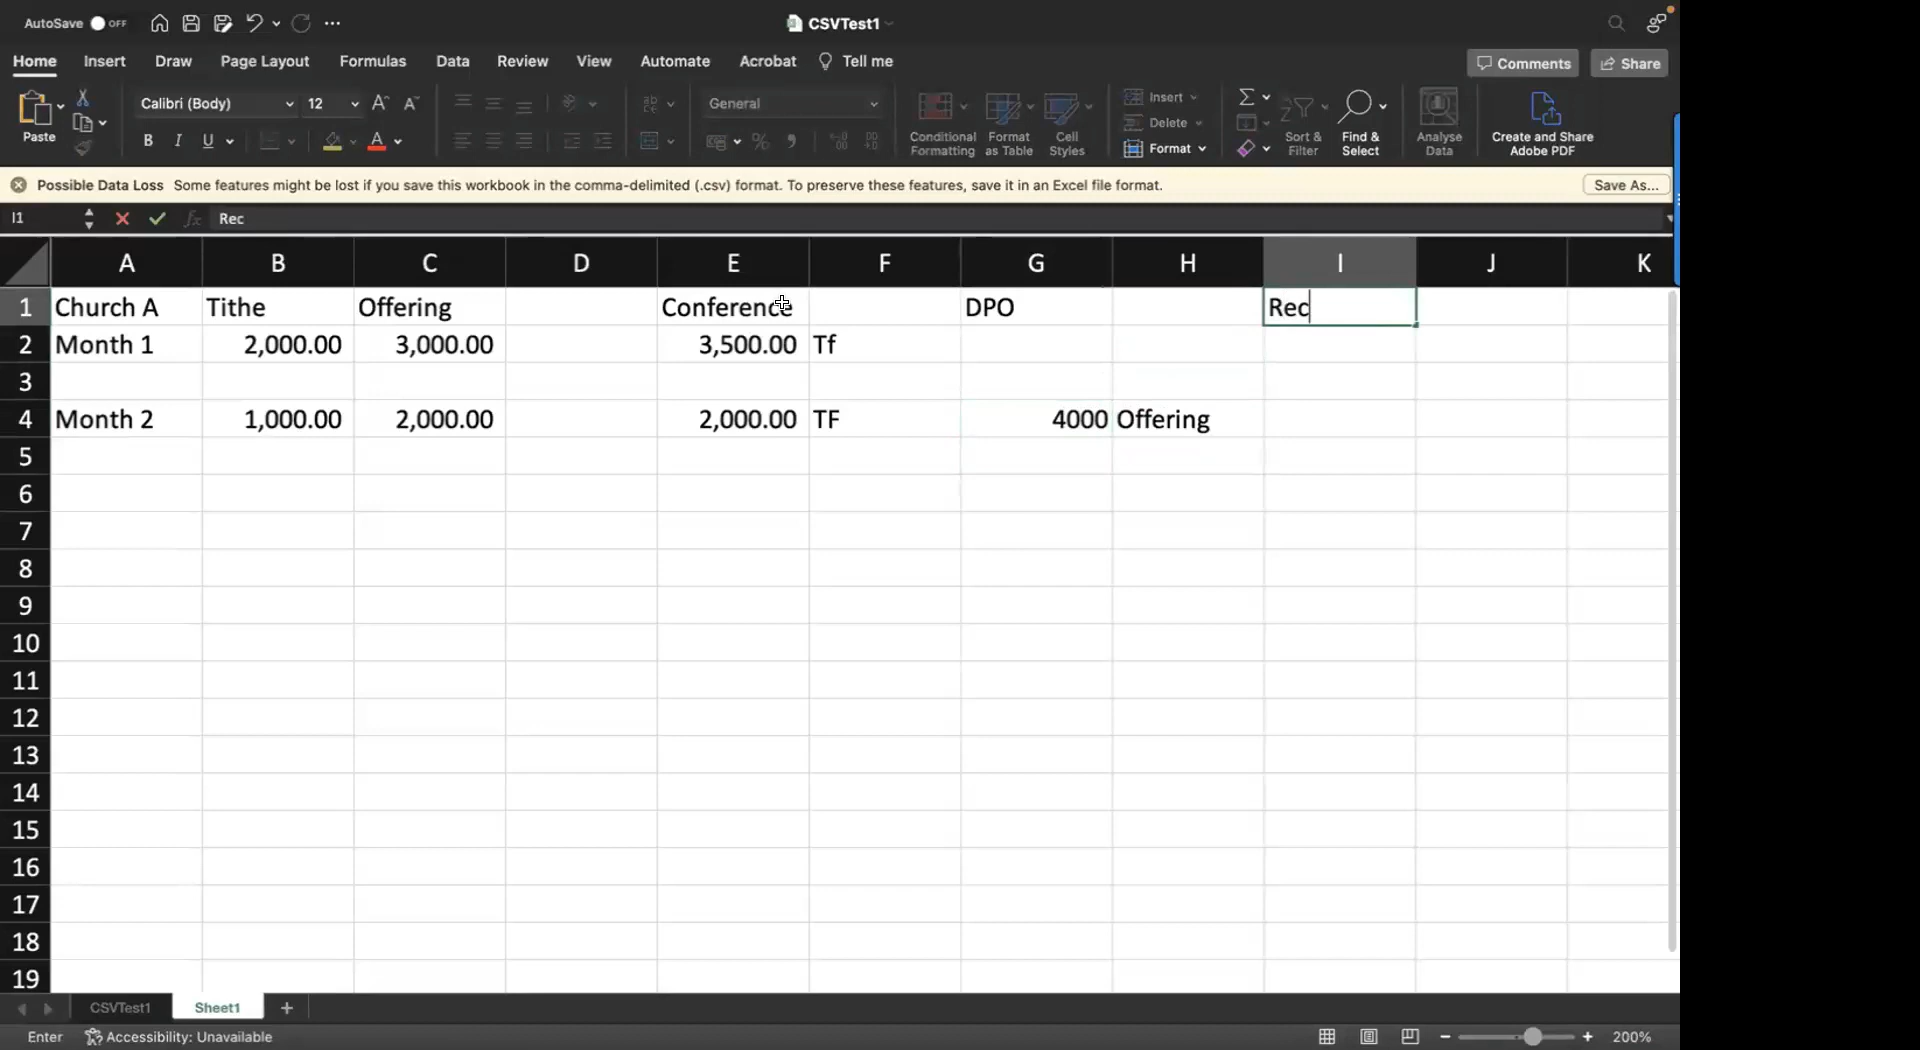 AutoSave OFF
CSVTest1
Home Insert Draw Page Layout Formulas Data Review View Automate Acrobat Tell me Comments Share
Paste
Calibri (Body) 12
B I U
General
Conditional Formatting
Format as Table
Cell Styles
Insert
Delete
Format
Sort & Filter
Find & Select
Analyse Data
Create and Share Adobe PDF
Possible Data Loss Some features might be lost if you save this workbook in the comma-delimited (.csv) format. To preserve these features, save it in an Excel file format. Save As...
I1 fx Rec
A B C D E F G H I J K
1 Church A Tithe Offering Conference DPO Rec
2 Month 1 2,000.00 3,000.00 3,500.00 Tf
3
4 Month 2 1,000.00 2,000.00 2,000.00 TF 4000 Offering
5
6
7
8
9
10
11
12
13
14
15
16
17
18
19
CSVTest1 Sheet1 +
Enter Accessibility: Unavailable 200%